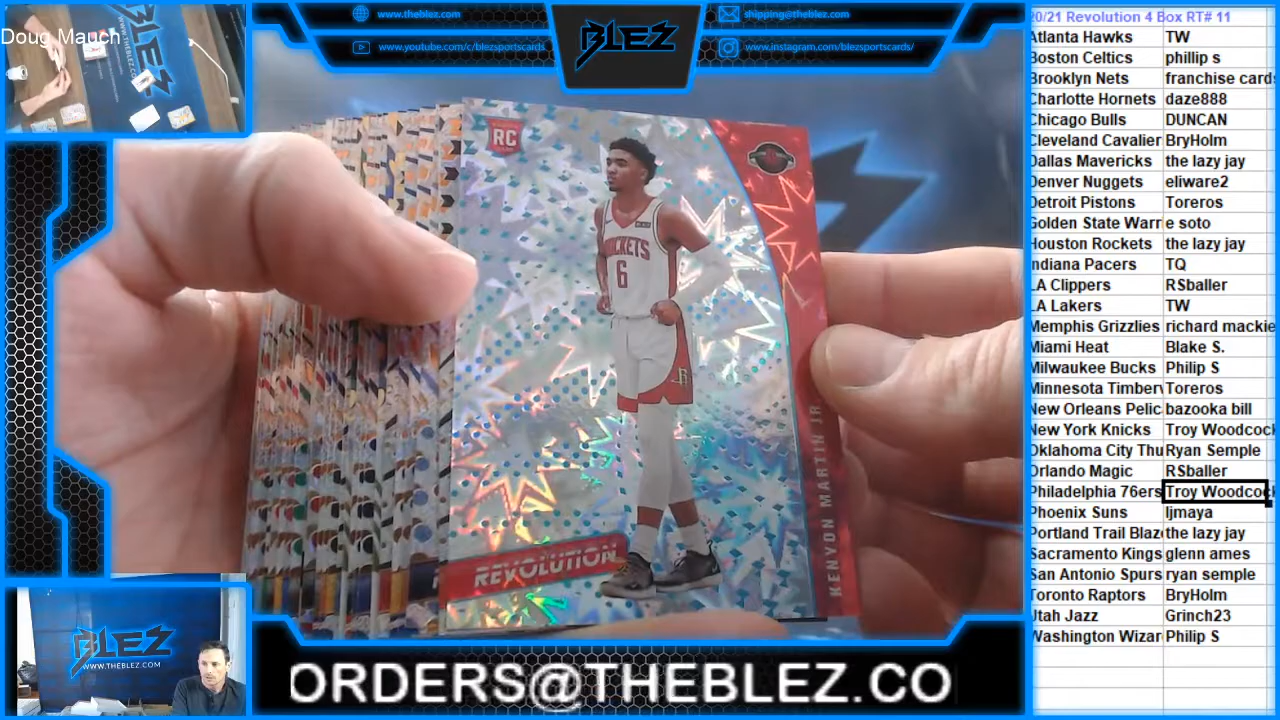 Doug Mauch
www.theblez.com
www.youtube.com/c/blezsportscards
BLEZ
shipping@theblez.com
www.instagram.com/blezsportscards/
RC
ROCKETS
6
KENYON MARTIN JR
REVOLUTION
BLEZ
WWW.THEBLEZ.COM
ORDERS@THEBLEZ.CO
20/21 Revolution 4 Box RT# 11
Atlanta Hawks TW
Boston Celtics phillip s
Brooklyn Nets franchise cards
Charlotte Hornets daze888
Chicago Bulls DUNCAN
Cleveland Cavalier BryHolm
Dallas Mavericks the lazy jay
Denver Nuggets eliware2
Detroit Pistons Toreros
Golden State Warr e soto
Houston Rockets the lazy jay
Indiana Pacers TQ
LA Clippers R$baller
LA Lakers TW
Memphis Grizzlies richard mackie
Miami Heat Blake S.
Milwaukee Bucks Philip S
Minnesota Timberv Toreros
New Orleans Pelic bazooka bill
New York Knicks Troy Woodcock
Oklahoma City Thu Ryan Semple
Orlando Magic R$baller
Philadelphia 76ers Troy Woodcock
Phoenix Suns ljmaya
Portland Trail Blaz the lazy jay
Sacramento Kings glenn ames
San Antonio Spurs ryan semple
Toronto Raptors BryHolm
Utah Jazz Grinch23
Washington Wizar Philip S